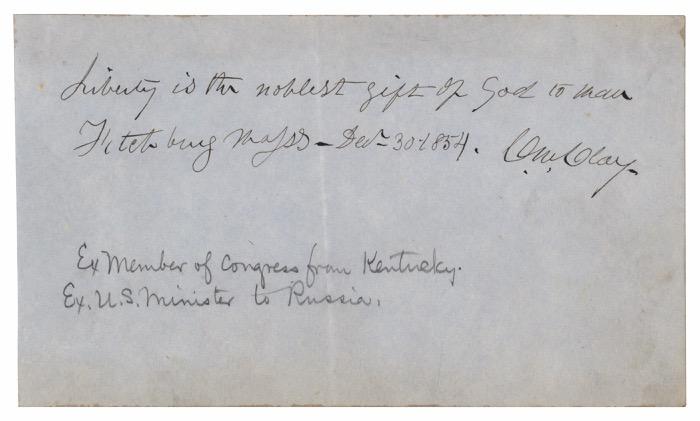 Liberty is the noblest gift of God to man
Fitchburg Mass – Decr 30. 1854. C. M. Clay.
Ex Member of Congress from Kentucky.
Ex. U.S. Minister to Russia.